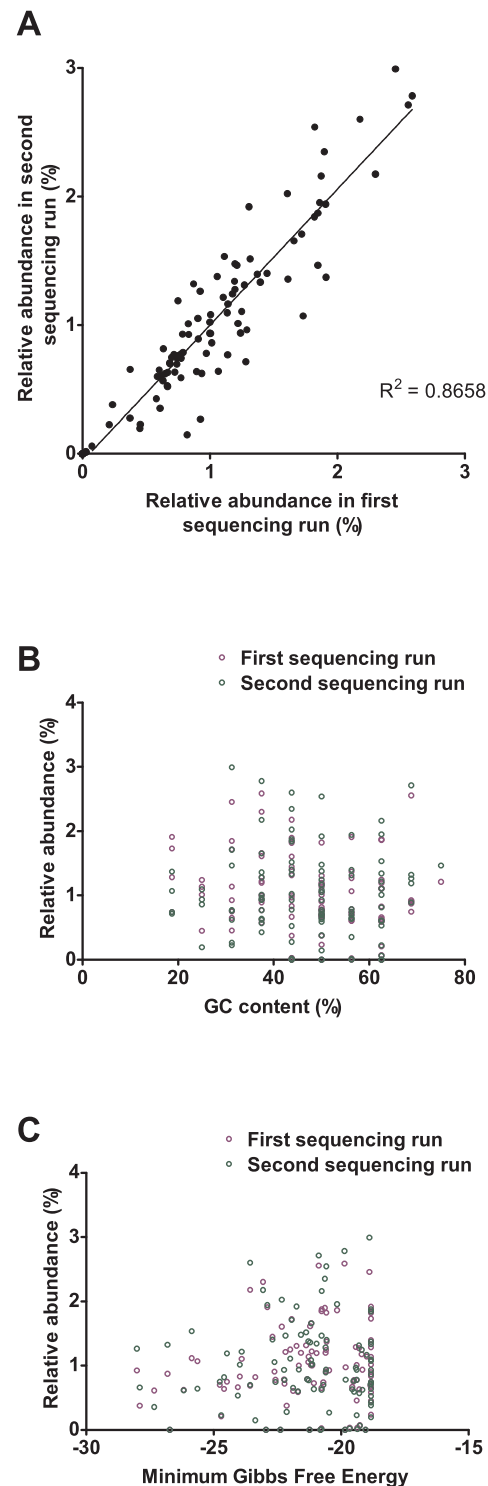 A
3
2
1
0
Relative abundance in second
sequencing run (%)
R² = 0.8658
0 1 2 3
Relative abundance in first
sequencing run (%)
B
First sequencing run
Second sequencing run
4
3
2
1
0
Relative abundance (%)
0 20 40 60 80
GC content (%)
C
First sequencing run
Second sequencing run
4
3
2
1
0
Relative abundance (%)
-30 -25 -20 -15
Minimum Gibbs Free Energy